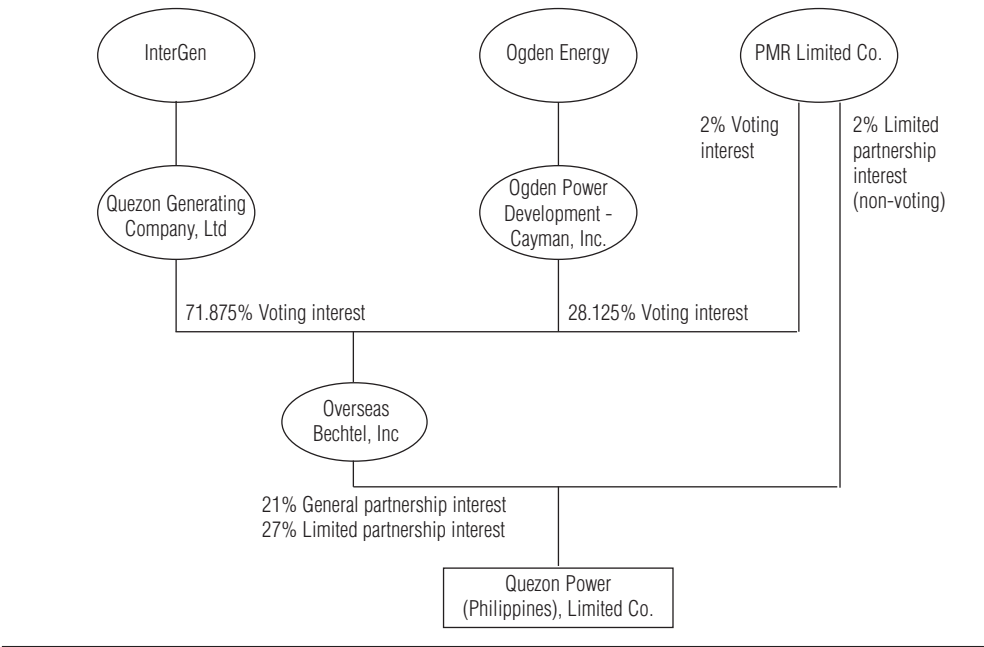 InterGen
Ogden Energy
PMR Limited Co.
2% Voting
interest
2% Limited
partnership
interest
(non-voting)
Quezon Generating
Company, Ltd
Ogden Power
Development -
Cayman, Inc.
71.875% Voting interest
28.125% Voting interest
Overseas
Bechtel, Inc
21% General partnership interest
27% Limited partnership interest
Quezon Power
(Philippines), Limited Co.